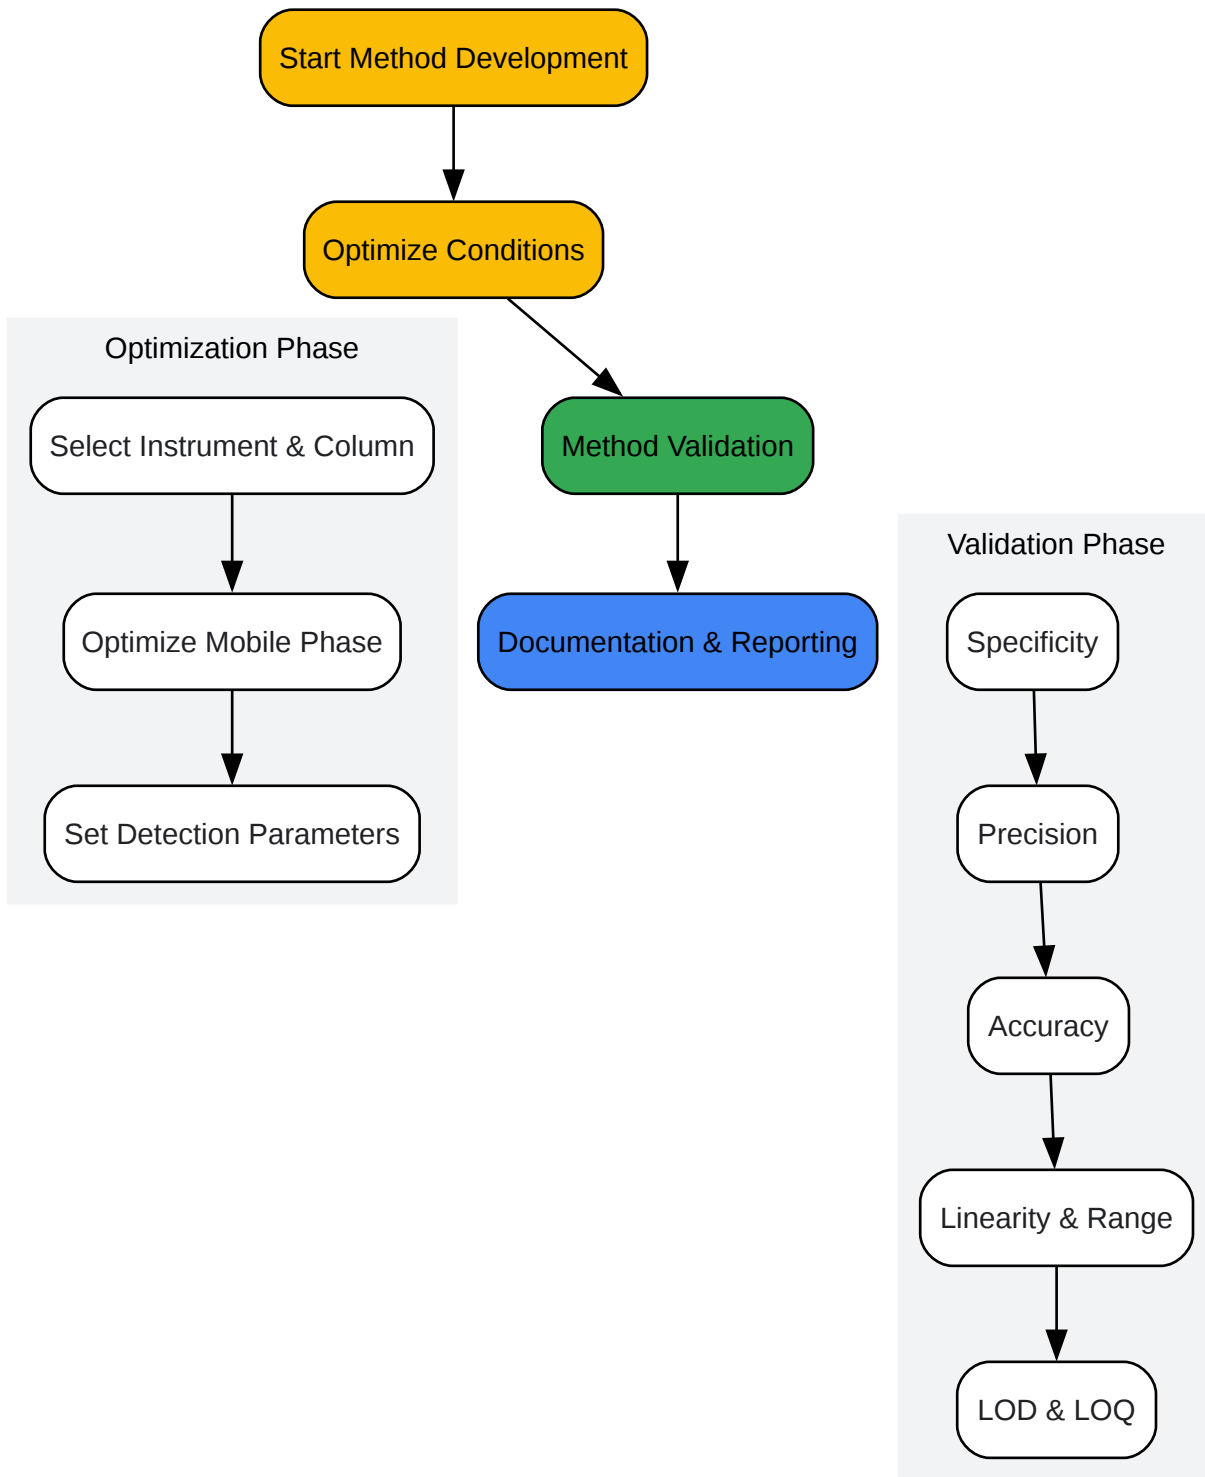 Start Method Development
Optimize Conditions
Optimization Phase
Select Instrument & Column
Optimize Mobile Phase
Set Detection Parameters
Method Validation
Documentation & Reporting
Validation Phase
Specificity
Precision
Accuracy
Linearity & Range
LOD & LOQ